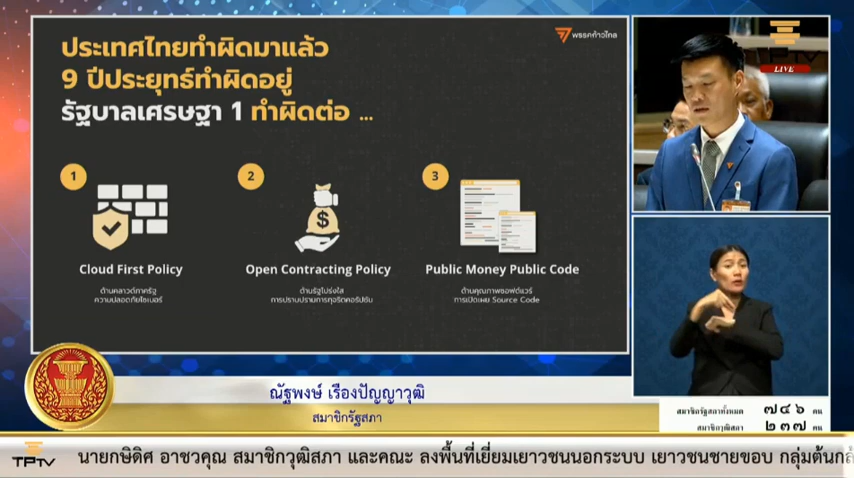 ประเทศไทยทำผิดมาแล้ว
9 ปีประยุทธ์ทำผิดอยู่
รัฐบาลเศรษฐา 1 ทำผิดต่อ ...
พรรคก้าวไกล
LIVE
1
2
3
Cloud First Policy
Open Contracting Policy
Public Money Public Code
ด้านคลาวด์ภาครัฐ
ความปลอดภัยไซเบอร์
ด้านรัฐโปร่งใส
การปราบปรามการทุจริตคอรัปชัน
ด้านคุณภาพซอฟต์แวร์
การเปิดเผย Source Code
ณัฐพงษ์ เรืองปัญญาวุฒิ
สมาชิกรัฐสภา
สมาชิกรัฐสภาทั้งหมด ๗๔๖ คน
สมาชิกวุฒิสภา ๒๓๗ คน
TPTV
นายกษิดิศ อาชวคุณ สมาชิกวุฒิสภา และคณะ ลงพื้นที่เยี่ยมเยาวชนนอกระบบ เยาวชนชายขอบ กลุ่มต้นกล้